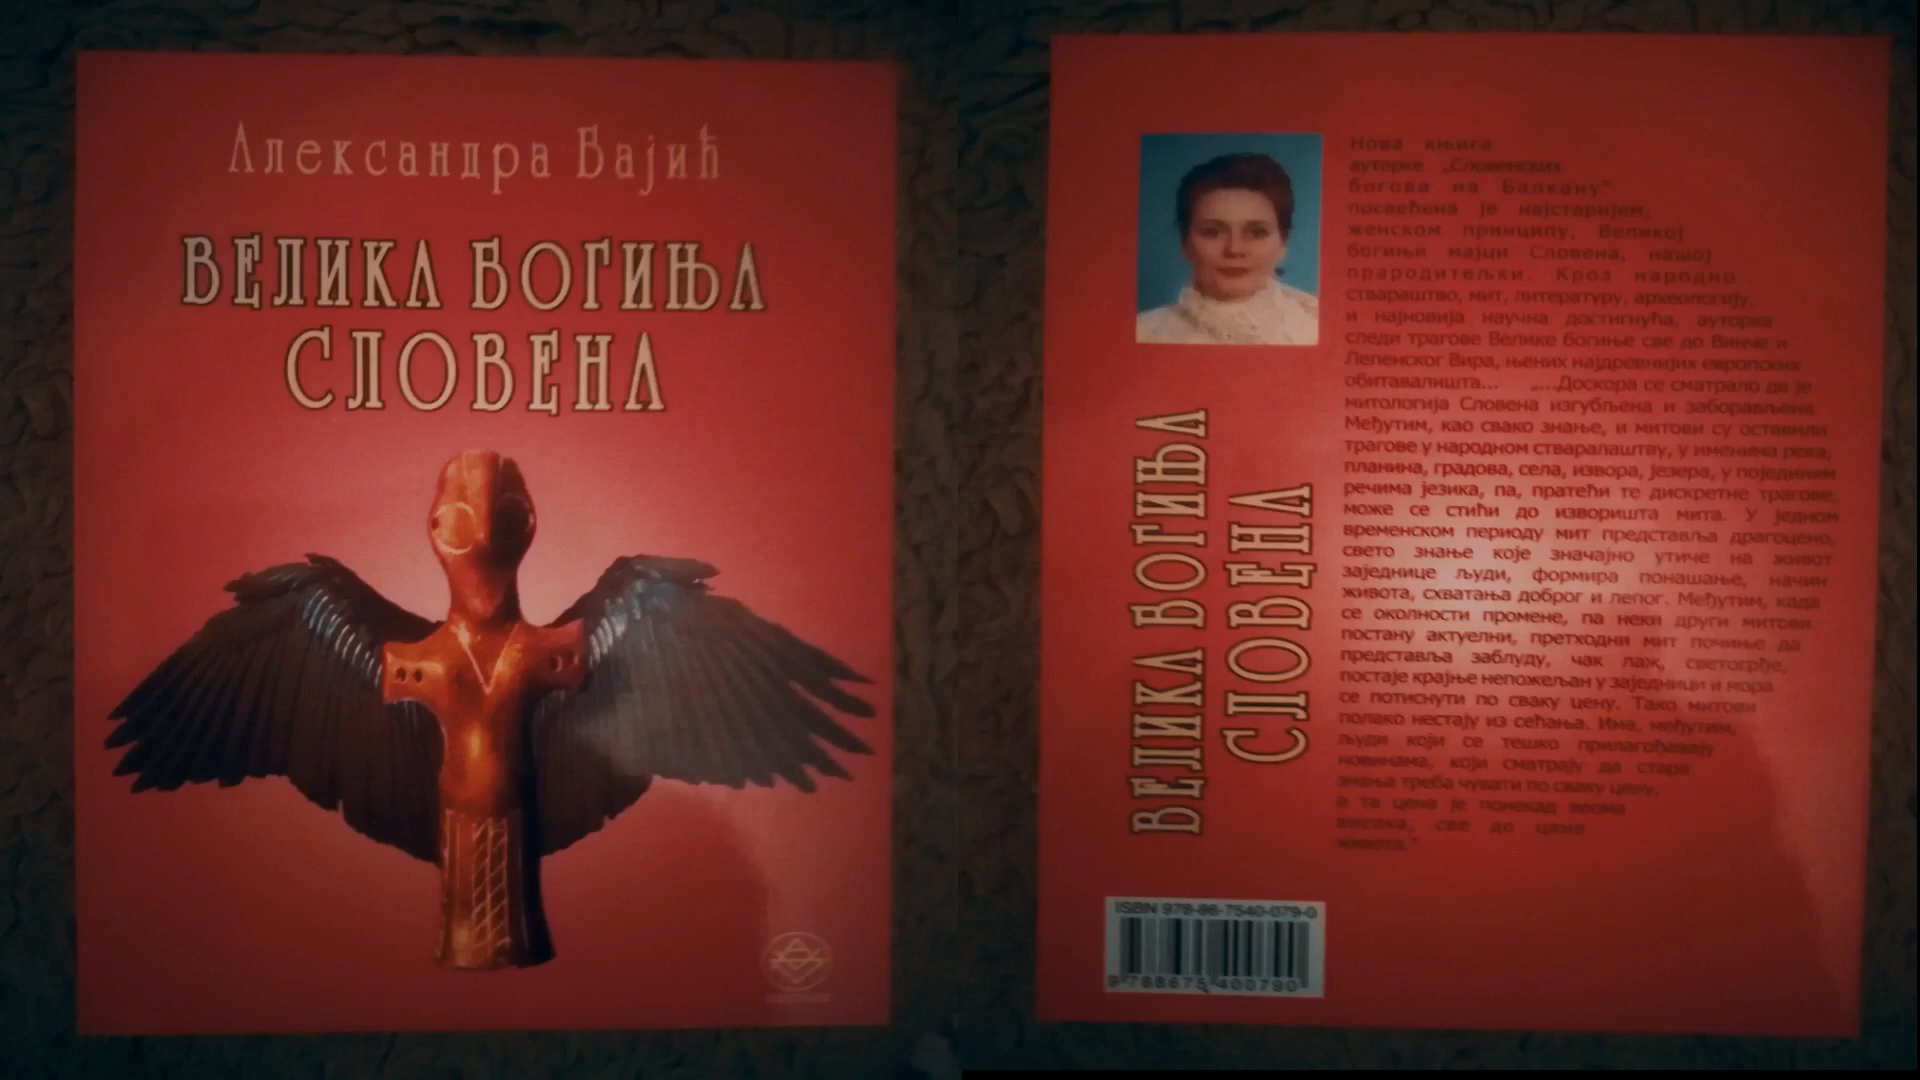 Александра Бајић
ВЕЛИКА БОГИЊА
СЛОВЕНА
Нова књига
ауторке „Словенских
богова на Балкану"
посвећена је најстаријем,
женском принципу, Великој
богињи мајци Словена, нашој
прародитељки. Кроз народно
ствараштво, мит, литературу, археологију,
и најновија научна достигнућа, ауторка
следи трагове Велике богиње све до Винче и
Лепенског Вира, њених најдревнијих европских
обитавалишта... „...Доскора се сматрало да је
митологија Словена изгубљена и заборављена.
Међутим, као свако знање, и митови су оставили
трагове у народном стваралаштву, у именима река,
планина, градова, села, извора, језера, у појединим
речима језика, па, пратећи те дискретне трагове,
може се стићи до изворишта мита. У једном
временском периоду мит представља драгоцено,
свето знање које значајно утиче на живот
заједнице људи, формира понашање, начин
живота, схватања доброг и лепог. Међутим, када
се околности промене, па неки други митови
постану актуелни, претходни мит почиње да
представља заблуду, чак лаж, светогрђе,
постаје крајње непожељан у заједници и мора
се потиснути по сваку цену. Тако митови
полако нестају из сећања. Има, међутим,
људи који се тешко прилагођавају
новинама, који сматрају да стара
знања треба чувати по сваку цену,
а та цена је понекад веома
висока, све до цене
живота."
ВЕЛИКА БОГИЊА
СЛОВЕНА
ISBN 978-86-7540-079-0
9 788675 400790